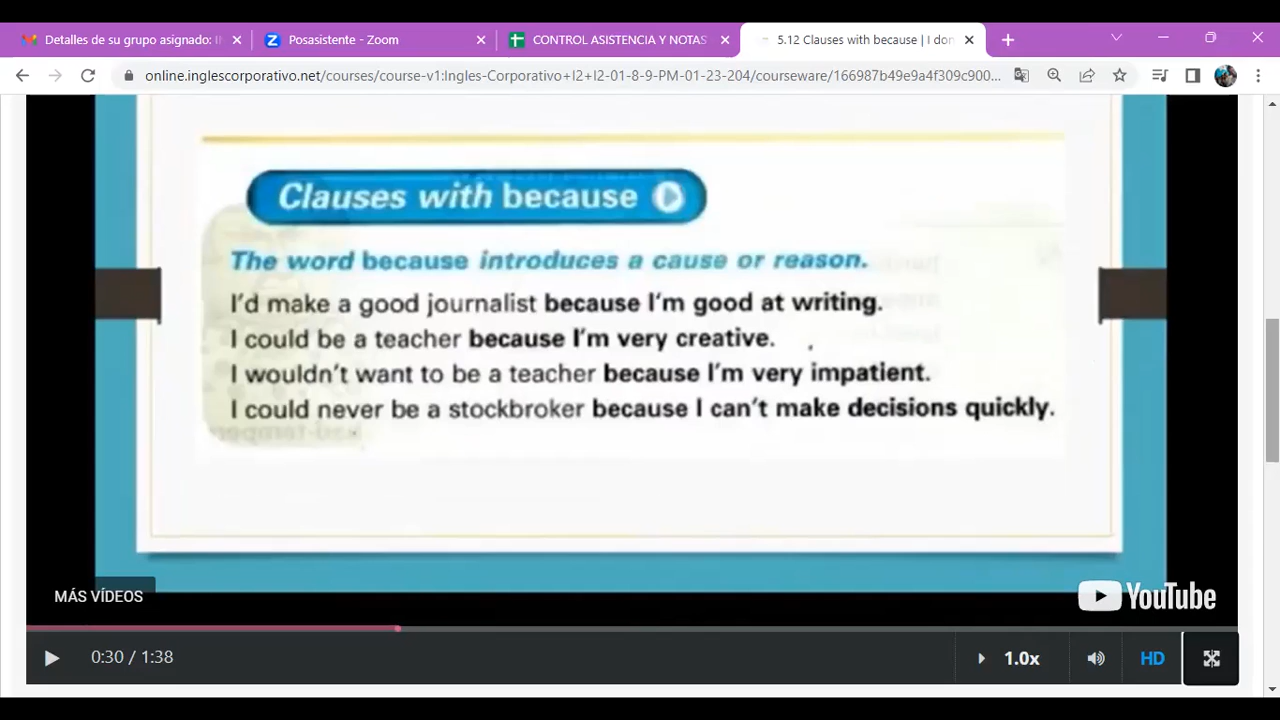 Detalles de su grupo asignado: I
Posasistente - Zoom
CONTROL ASISTENCIA Y NOTAS
5.12 Clauses with because | I don
online.inglescorporativo.net/courses/course-v1:Ingles-Corporativo+I2+I2-01-8-9-PM-01-23-204/courseware/166987b49e9a4f309c900...
Clauses with because
The word because introduces a cause or reason.
I'd make a good journalist because I'm good at writing.
I could be a teacher because I'm very creative.
I wouldn't want to be a teacher because I'm very impatient.
I could never be a stockbroker because I can't make decisions quickly.
MÁS VÍDEOS
YouTube
0:30 / 1:38
1.0x
HD